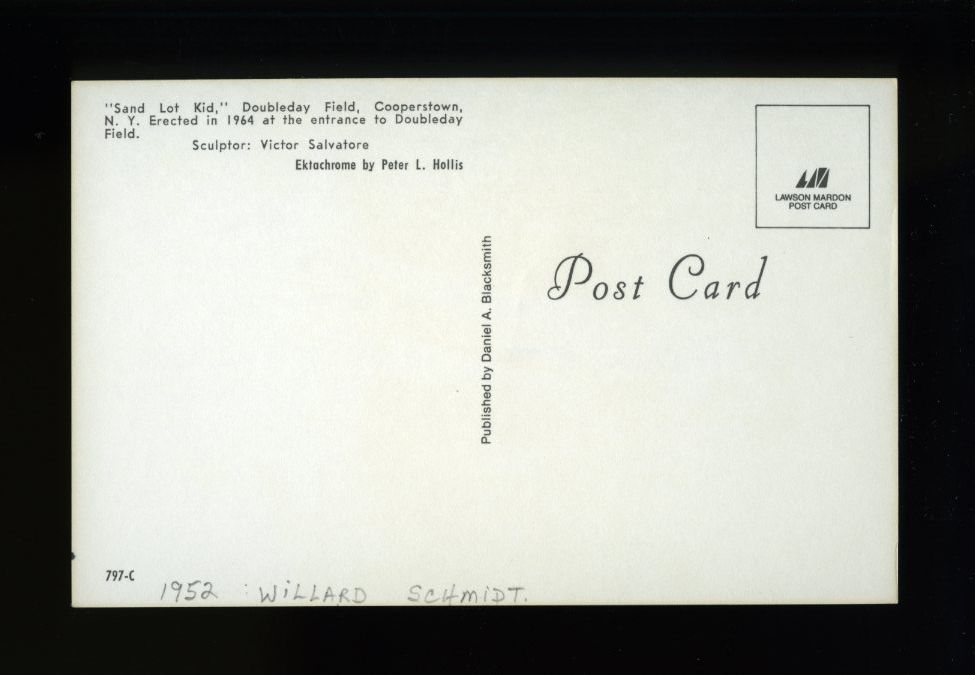 ''Sand Lot Kid,'' Doubleday Field, Cooperstown,
N. Y. Erected in 1964 at the entrance to Doubleday
Field.
Sculptor: Victor Salvatore
Ektachrome by Peter L. Hollis
LAWSON MARDON
POST CARD
Post Card
Published by Daniel A. Blacksmith
797-C
1952 WiLLARD SCHMiDT.